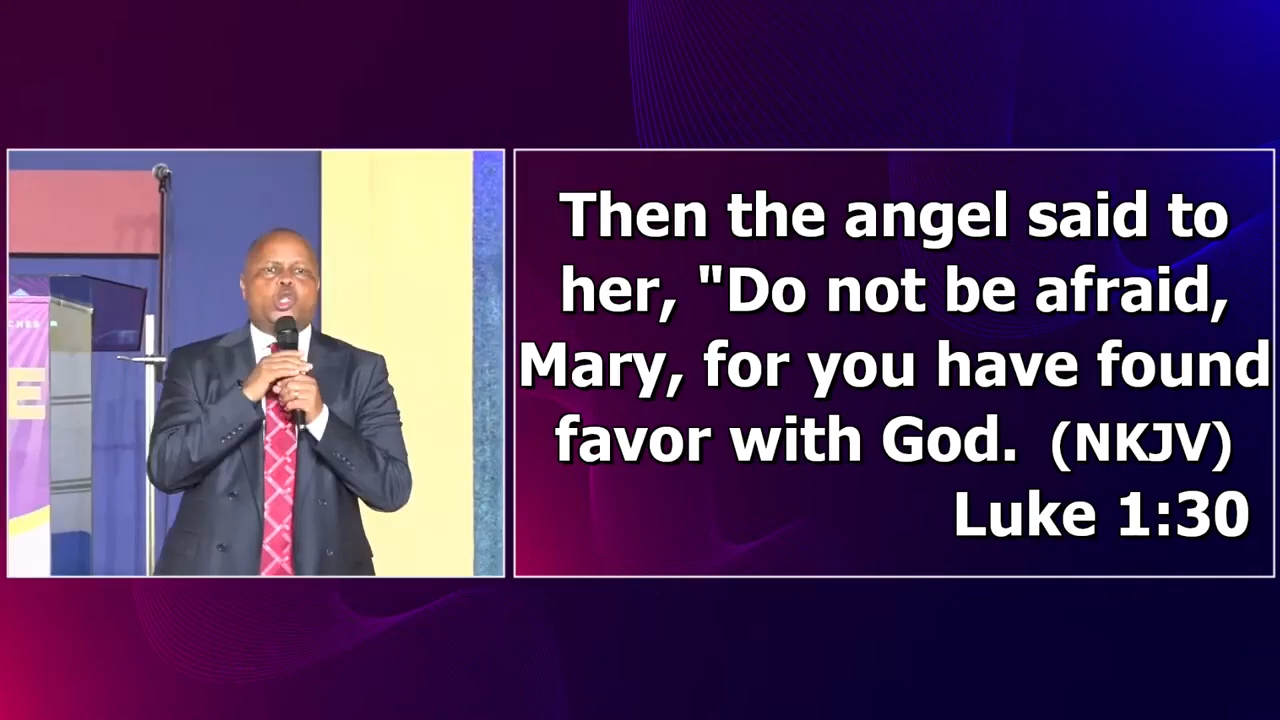 Then the angel said to
her, "Do not be afraid,
Mary, for you have found
favor with God. (NKJV)
Luke 1:30
E